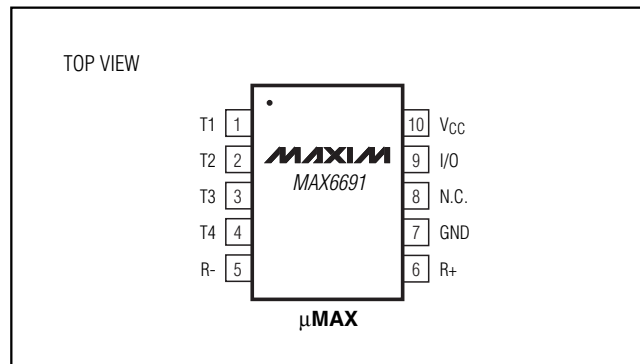 TOP VIEW
T1 1 10 VCC
T2 2 MAXIM 9 I/O
MAX6691
T3 3 8 N.C.
T4 4 7 GND
R- 5 6 R+
µMAX